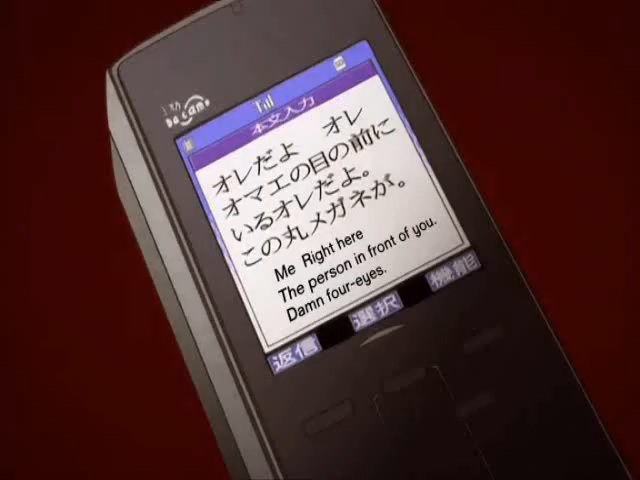 DoCamo
本文入力
オレだよ　オレ
オマエの目の前に
いるオレだよ。
この丸メガネが。
Me Right here
The person in front of you.
Damn four-eyes.
返信 選択 機能